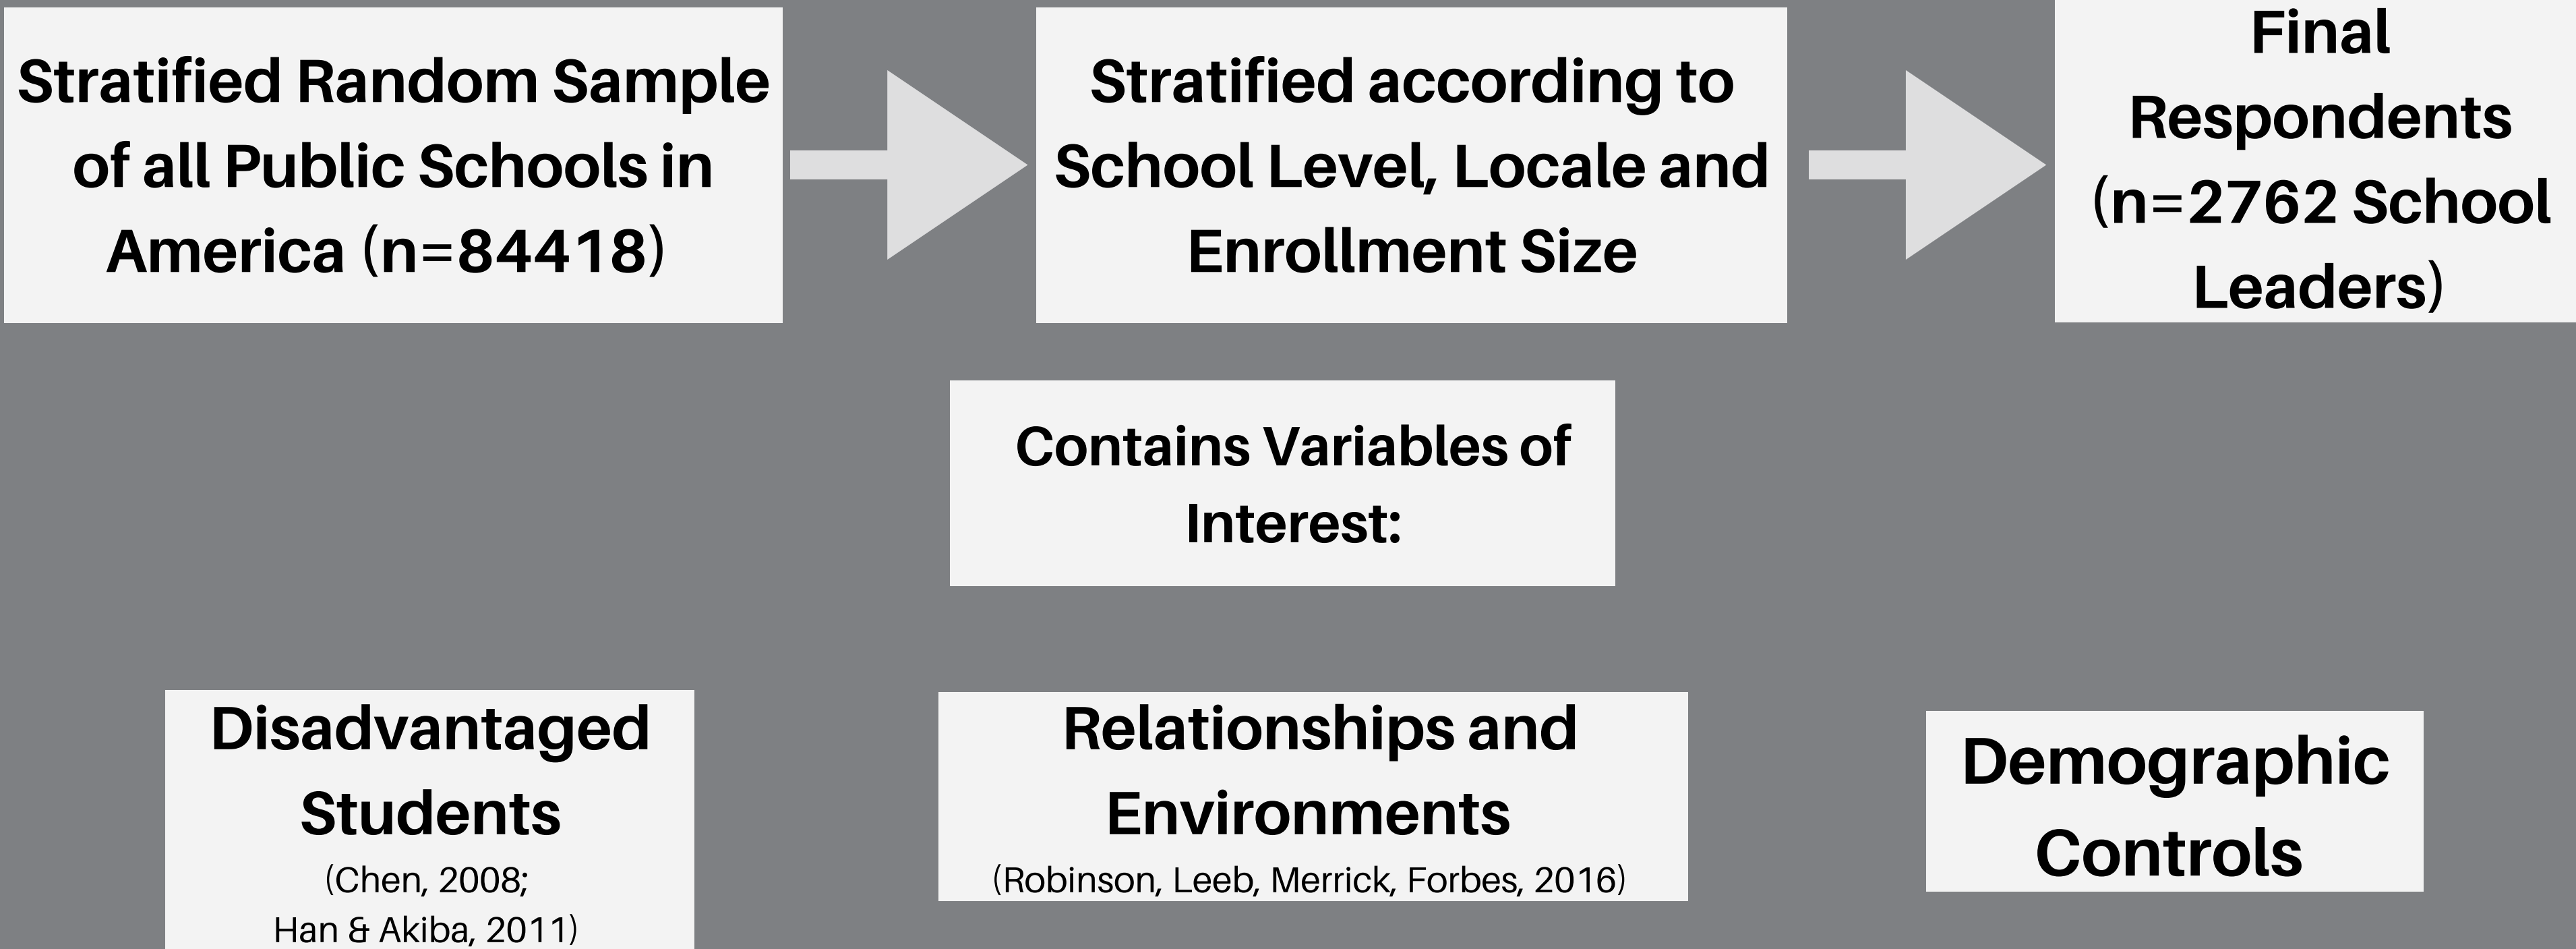 Stratified Random Sample
of all Public Schools in
America (n=84418)
Stratified according to
School Level, Locale and
Enrollment Size
Final
Respondents
(n=2762 School
Leaders)
Contains Variables of
Interest:
Disadvantaged
Students
(Chen, 2008;
Han & Akiba, 2011)
Relationships and
Environments
(Robinson, Leeb, Merrick, Forbes, 2016)
Demographic
Controls